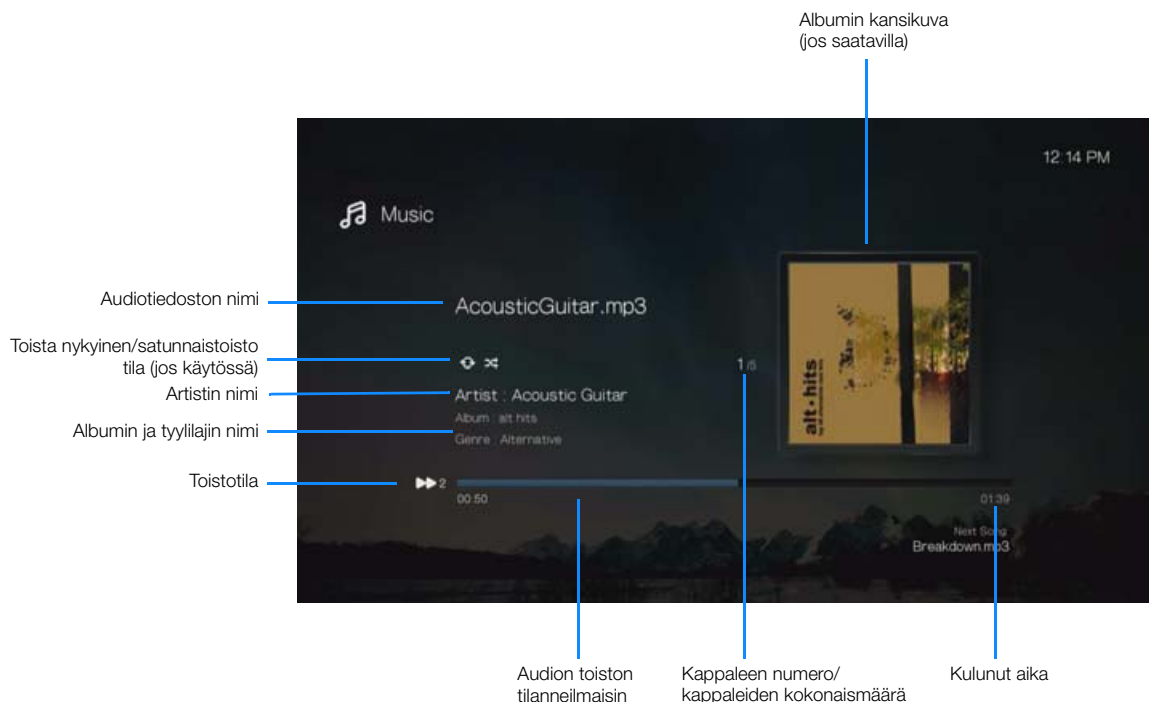 Albumin kansikuva
(jos saatavilla)
12:14 PM
Music
Audiotiedoston nimi
AcousticGuitar.mp3
Toista nykyinen/satunnaistoisto
tila (jos käytössä)
1/5
Artistin nimi
Artist : Acoustic Guitar
Album : alt hits
Albumin ja tyylilajin nimi
Genre : Alternative
alt•hits
Toistotila
2
00:50
01:39
Next Song
Breakdown.mp3
Audion toiston
tilanneilmaisin
Kappaleen numero/
kappaleiden kokonaismäärä
Kulunut aika